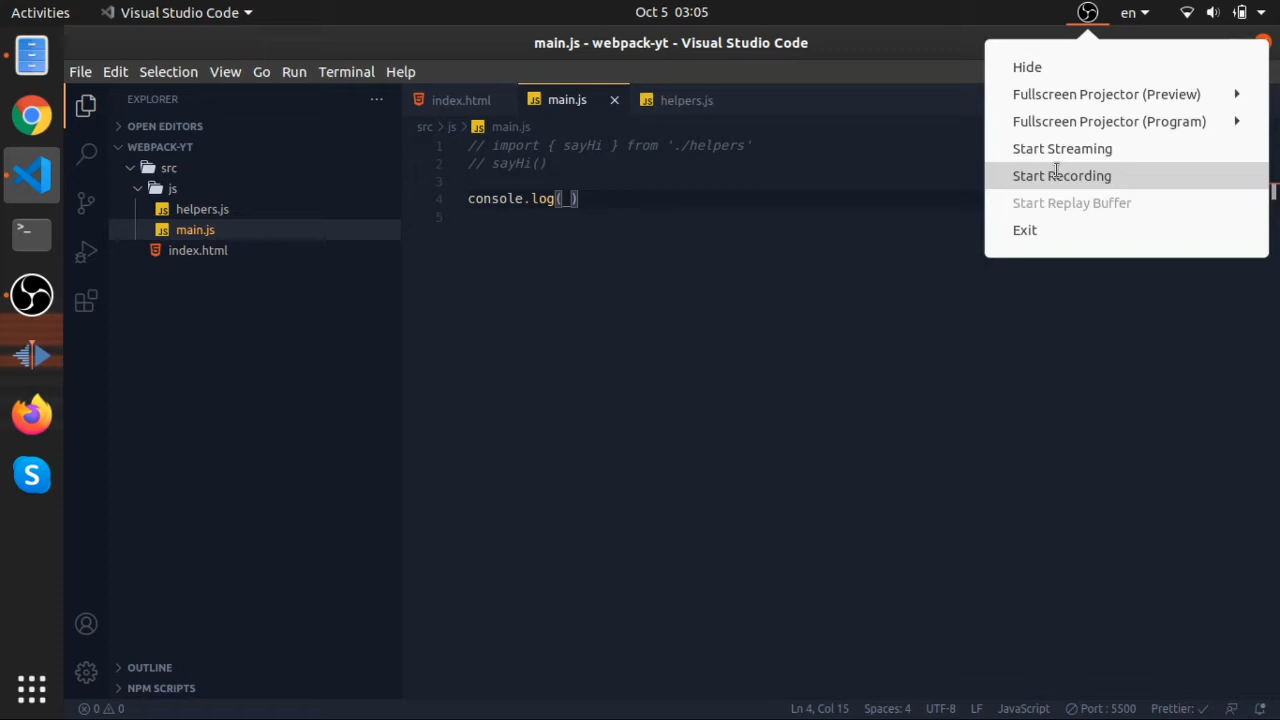 Activities
Visual Studio Code
Oct 5 03:05
en
main.js - webpack-yt - Visual Studio Code
File Edit Selection View Go Run Terminal Help
EXPLORER
OPEN EDITORS
WEBPACK-YT
src
js
helpers.js
main.js
index.html
OUTLINE
NPM SCRIPTS
index.html
main.js
helpers.js
src > js > main.js
1 // import { sayHi } from './helpers'
2 // sayHi()
3
4 console.log(_)
5
Hide
Fullscreen Projector (Preview)
Fullscreen Projector (Program)
Start Streaming
Start Recording
Start Replay Buffer
Exit
0 0
Ln 4, Col 15
Spaces: 4
UTF-8
LF
JavaScript
Port : 5500
Prettier: